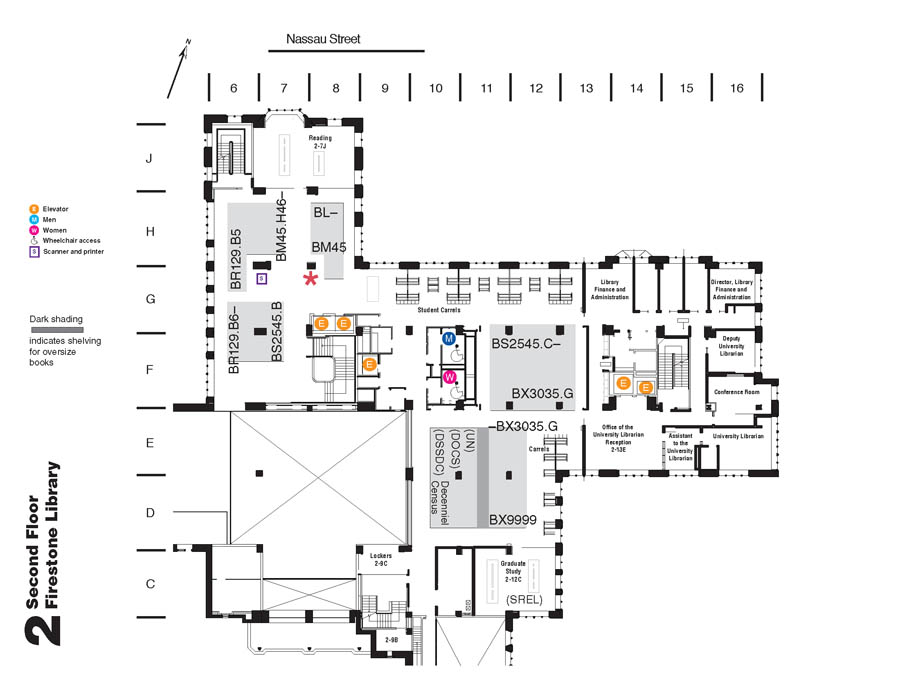 N
Nassau Street
6 7 8 9 10 11 12 13 14 15 16
J
H
G
F
E
D
C
E Elevator
M Men
W Women
Wheelchair access
S Scanner and printer
Dark shading
indicates shelving
for oversize
books
2
Second Floor
Firestone Library
Reading
2-7J
BR129.B5
BM45.H46–
BL–
BM45
S
BR129.B6–
BS2545.B
E E
E
Student Carrels
M
W
BS2545.C–
BX3035.G
Library
Finance and
Administration
Director, Library
Finance and
Administration
Deputy
University
Librarian
Conference Room
E E
Office of the
University Librarian
Reception
2-13E
Assistant
to the
University
Librarian
University Librarian
–BX3035.G
Carrels
(UN)
(DOCS)
(DSSDC) Decenniel
Census
BX9999
Lockers
2-9C
Graduate
Study
2-12C
(SREL)
2-9B